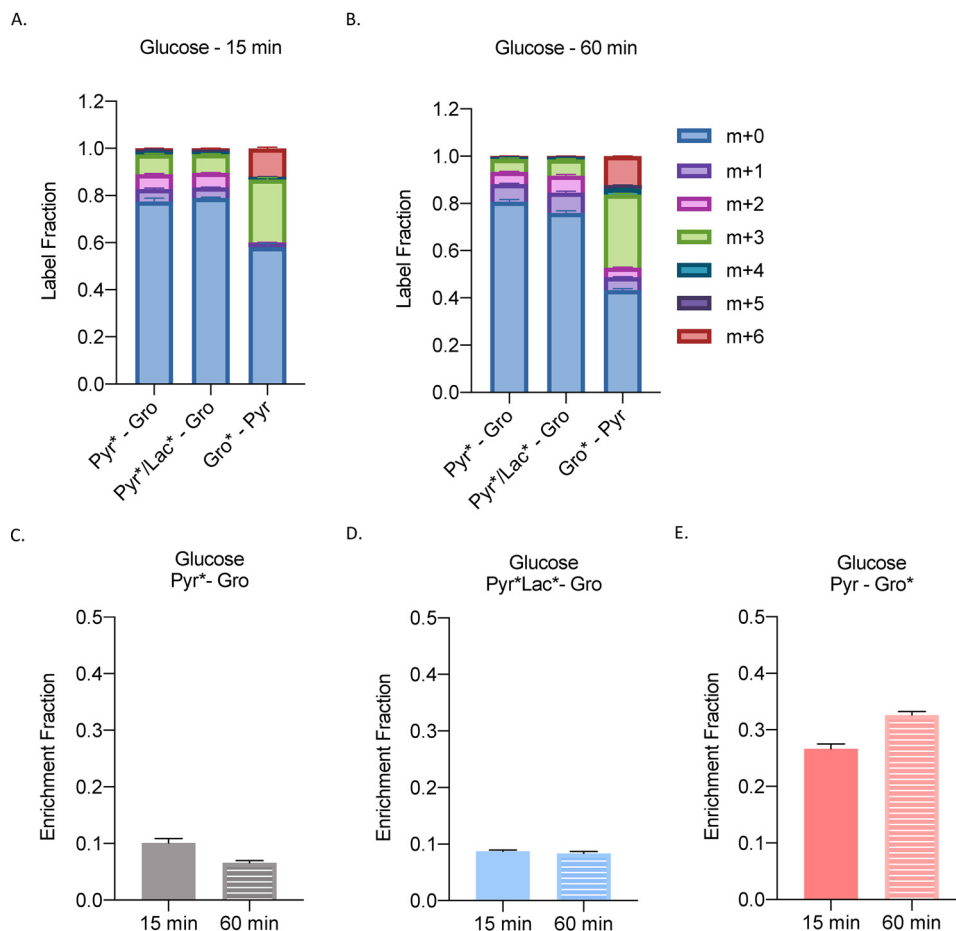 A.
Glucose - 15 min
Label Fraction
1.2
1.0
0.8
0.6
0.4
0.2
0.0
Pyr* - Gro
Pyr*/Lac* - Gro
Gro* - Pyr
B.
Glucose - 60 min
Label Fraction
1.2
1.0
0.8
0.6
0.4
0.2
0.0
Pyr* - Gro
Pyr*/Lac* - Gro
Gro* - Pyr
m+0
m+1
m+2
m+3
m+4
m+5
m+6
C.
Glucose
Pyr*- Gro
Enrichment Fraction
0.5
0.4
0.3
0.2
0.1
0.0
15 min
60 min
D.
Glucose
Pyr*Lac*- Gro
Enrichment Fraction
0.5
0.4
0.3
0.2
0.1
0.0
15 min
60 min
E.
Glucose
Pyr - Gro*
Enrichment Fraction
0.5
0.4
0.3
0.2
0.1
0.0
15 min
60 min